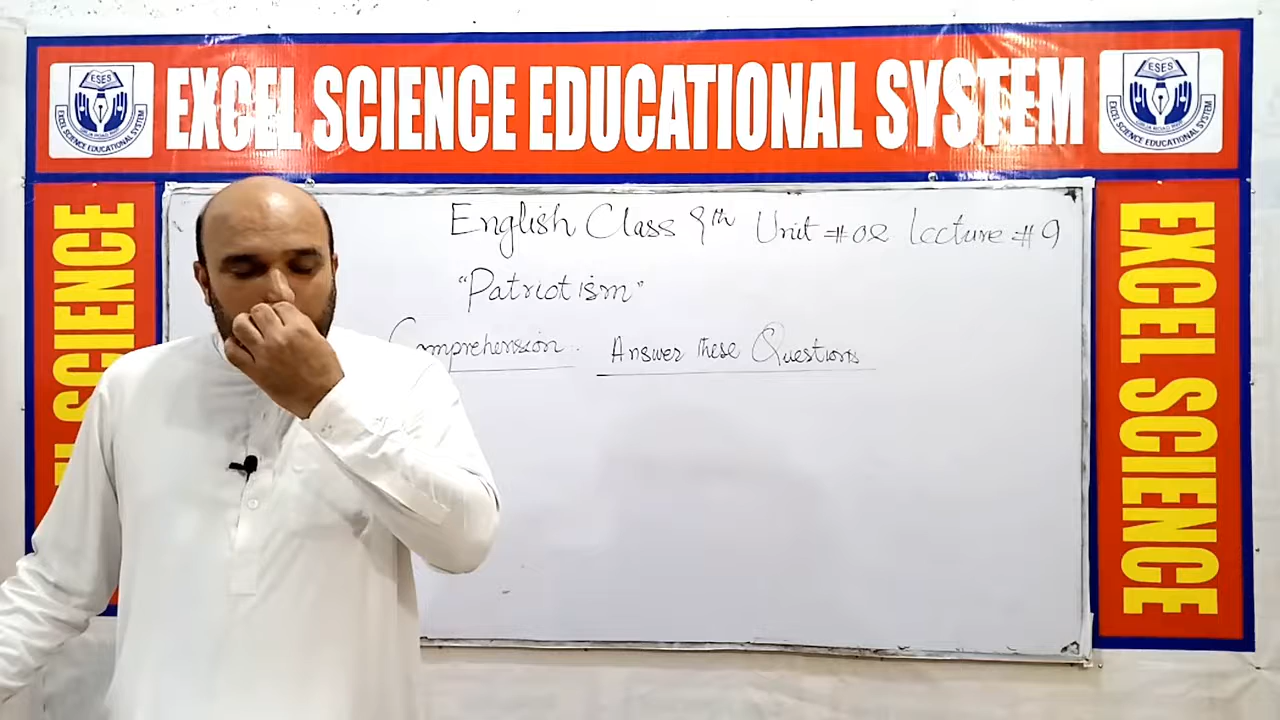 EXCEL SCIENCE EDUCATIONAL SYSTEM
ESES
EXCEL SCIENCE EDUCATIONAL SYSTEM
ESES
EXCEL SCIENCE EDUCATIONAL SYSTEM
English Class 9th Unit #02 Lecture #9
"Patriotism"
Comprehension:. Answer these Questions
SCIENCE
EXCEL SCIENCE